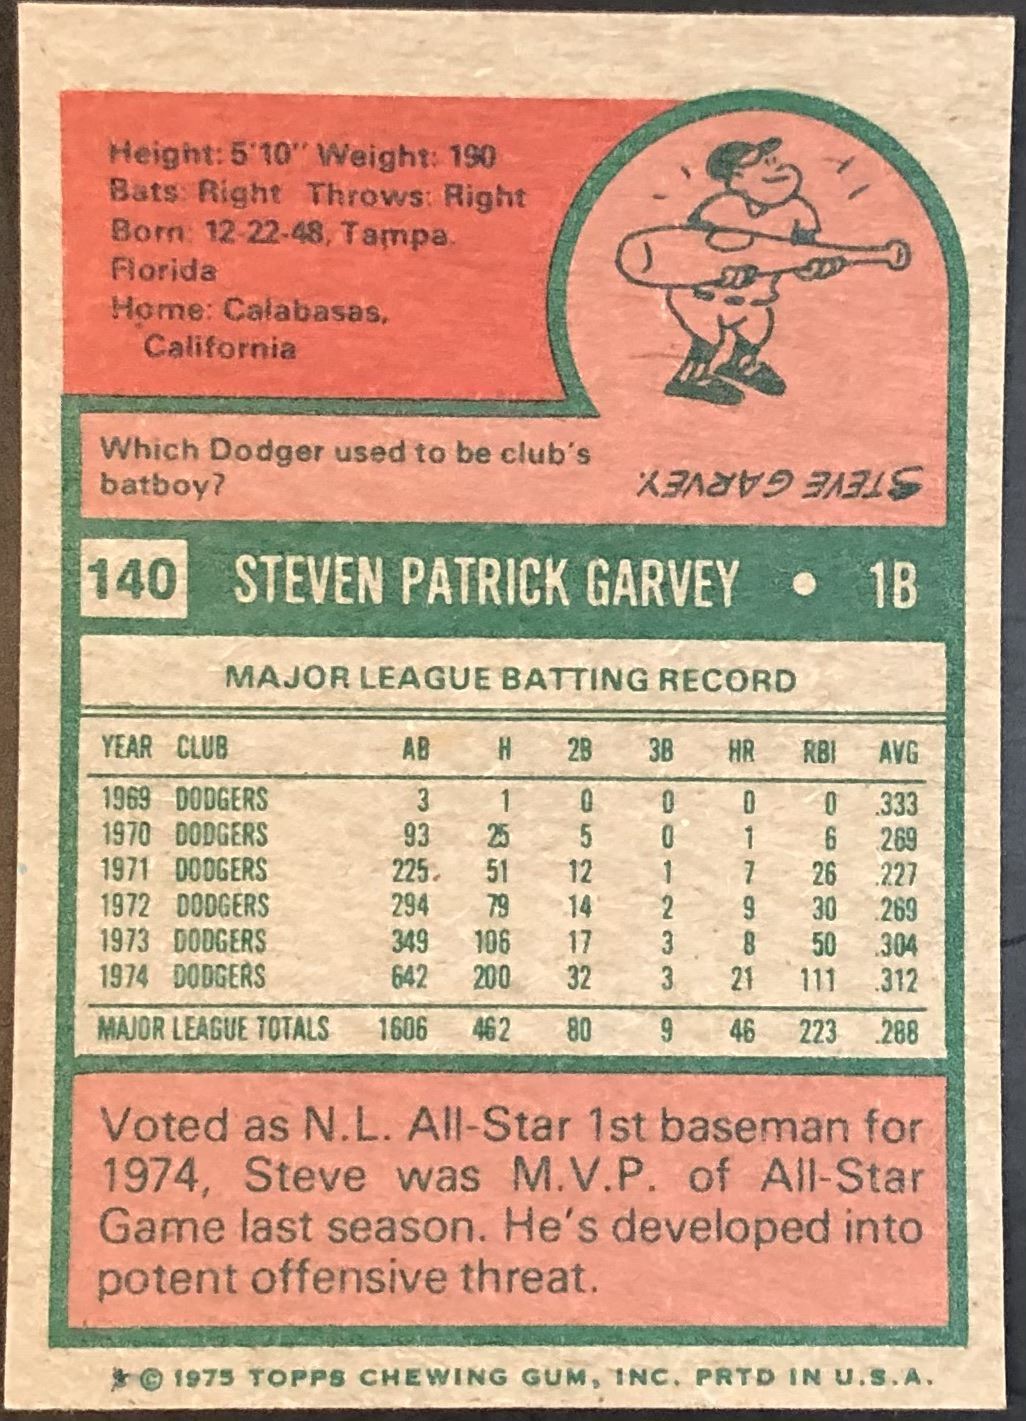 Height: 5'10" Weight: 190
Bats: Right Throws: Right
Born: 12-22-48, Tampa,
Florida
Home: Calabasas,
California
Which Dodger used to be club's
batboy?
STEVE GARVEY.
140 STEVEN PATRICK GARVEY • 1B
MAJOR LEAGUE BATTING RECORD
YEAR CLUB AB H 2B 3B HR RBI AVG
1969 DODGERS 3 1 0 0 0 0 .333
1970 DODGERS 93 25 5 0 1 6 .269
1971 DODGERS 225 51 12 1 7 26 .227
1972 DODGERS 294 79 14 2 9 30 .269
1973 DODGERS 349 106 17 3 8 50 .304
1974 DODGERS 642 200 32 3 21 111 .312
MAJOR LEAGUE TOTALS 1606 462 80 9 46 223 .288
Voted as N.L. All-Star 1st baseman for
1974, Steve was M.V.P. of All-Star
Game last season. He's developed into
potent offensive threat.
* © 1975 TOPPS CHEWING GUM, INC. PRTD IN U.S.A.